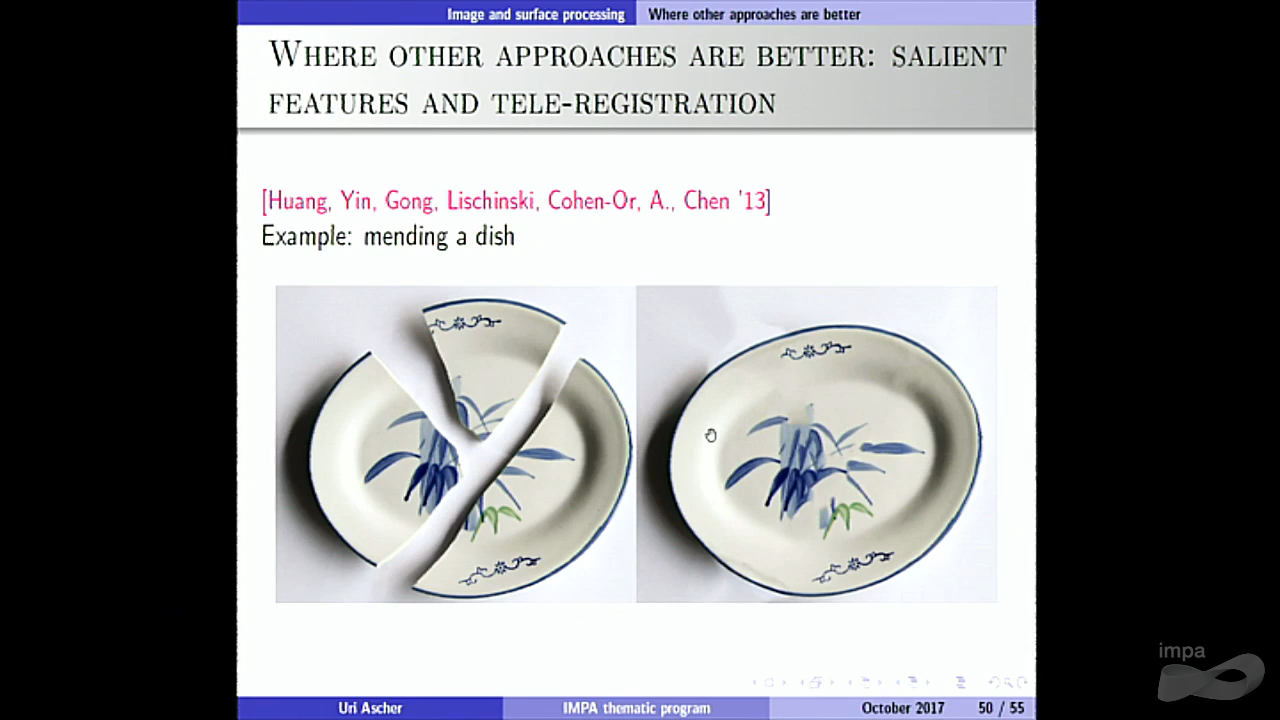 Image and surface processing Where other approaches are better
Where other approaches are better: salient
features and tele-registration
[Huang, Yin, Gong, Lischinski, Cohen-Or, A., Chen '13]
Example: mending a dish
impa
Uri Ascher IMPA thematic program October 2017 50 / 55